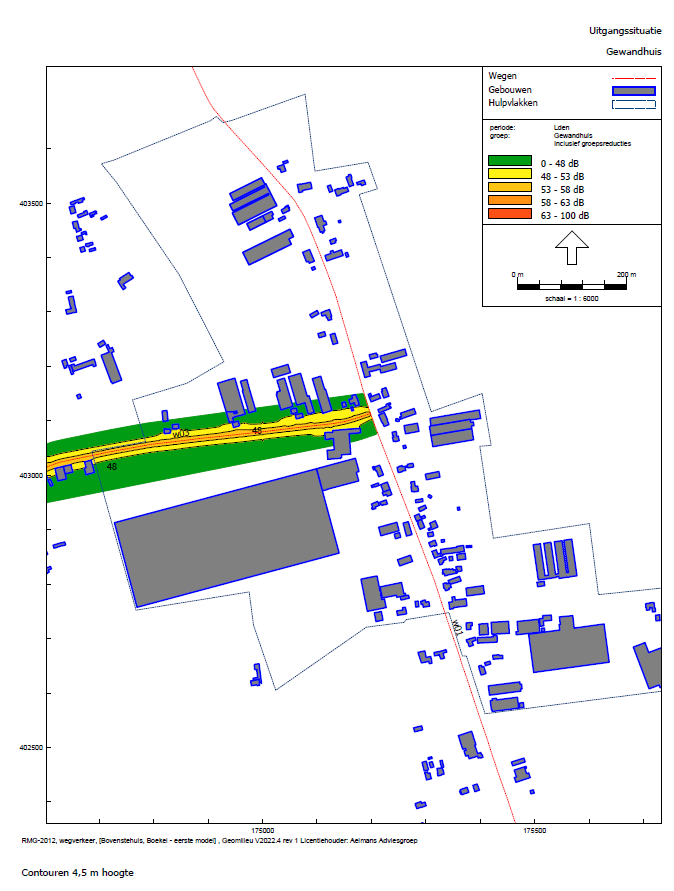 Uitgangssituatie
Gewandhuis
Wegen
Gebouwen
Hulpvlakken
periode: Lden
groep: Gewandhuis
Inclusief groepsreducties
0 - 48 dB
48 - 53 dB
53 - 58 dB
58 - 63 dB
63 - 100 dB
0 m 200 m
schaal = 1 : 6000
403500
w03
48
48
403000
w01
402500
175000 175500
RMG-2012, wegverkeer, [Bovenstehuis, Boekel - eerste model] , Geomilieu V2022.4 rev 1 Licentiehouder: Aelmans Adviesgroep
Contouren 4,5 m hoogte